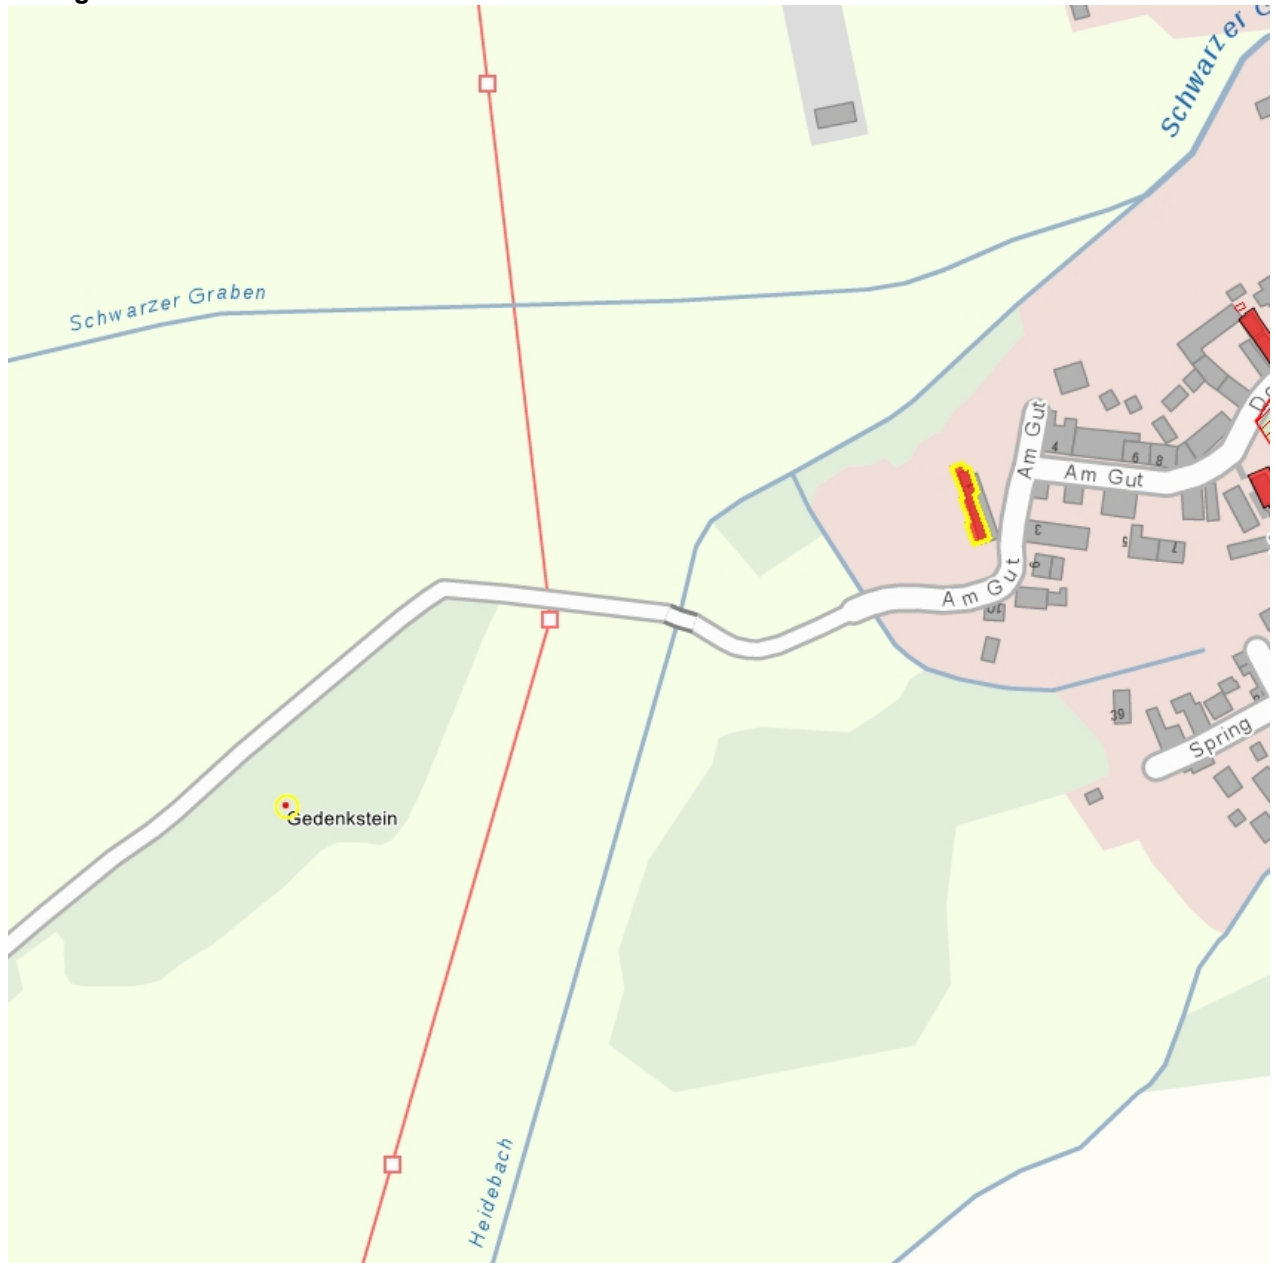 Schwarzer G
Schwarzer Graben
Am Gut
4
6
8
Am Gut
3
5
7
9
Am Gut
10
39
Spring
Gedenkstein
Heidebach